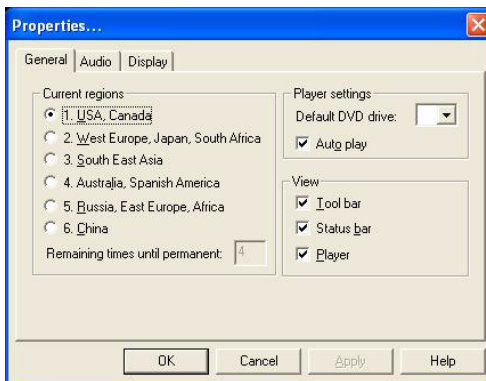 Properties...
General
Audio
Display
Current regions
1. USA, Canada
2. West Europe, Japan, South Africa
3. South East Asia
4. Australia, Spanish America
5. Russia, East Europe, Africa
6. China
Remaining times until permanent: 4
Player settings
Default DVD drive:
Auto play
View
Tool bar
Status bar
Player
OK
Cancel
Apply
Help